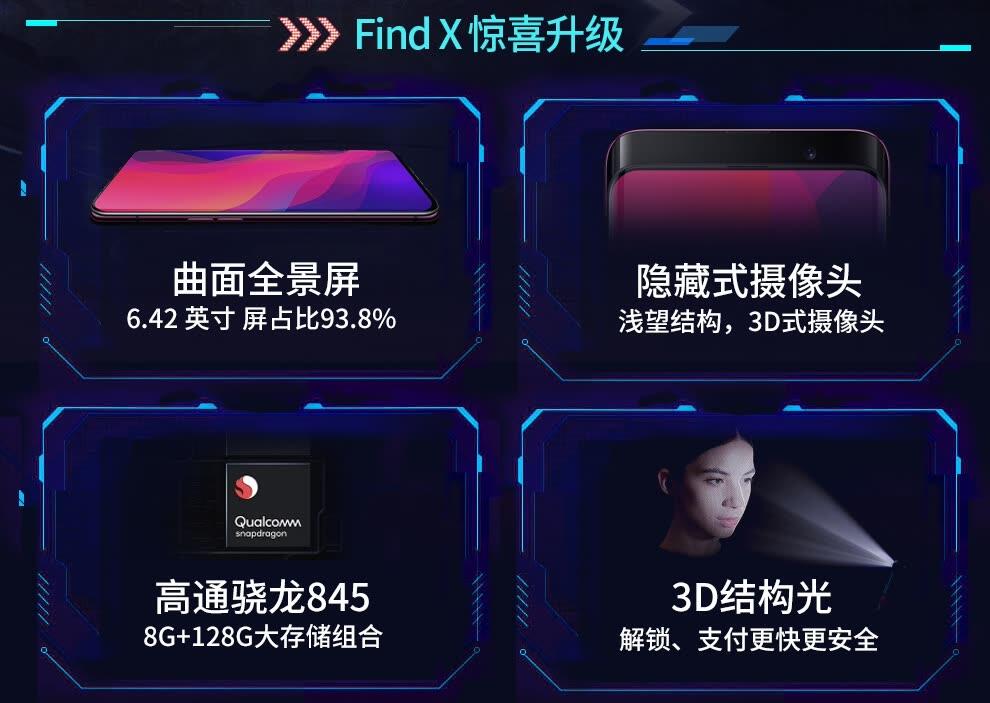 Find X 惊喜升级
曲面全景屏
6.42 英寸 屏占比93.8%
隐藏式摄像头
浅望结构，3D式摄像头
Qualcomm
snapdragon
高通骁龙845
8G+128G大存储组合
3D结构光
解锁、支付更快更安全